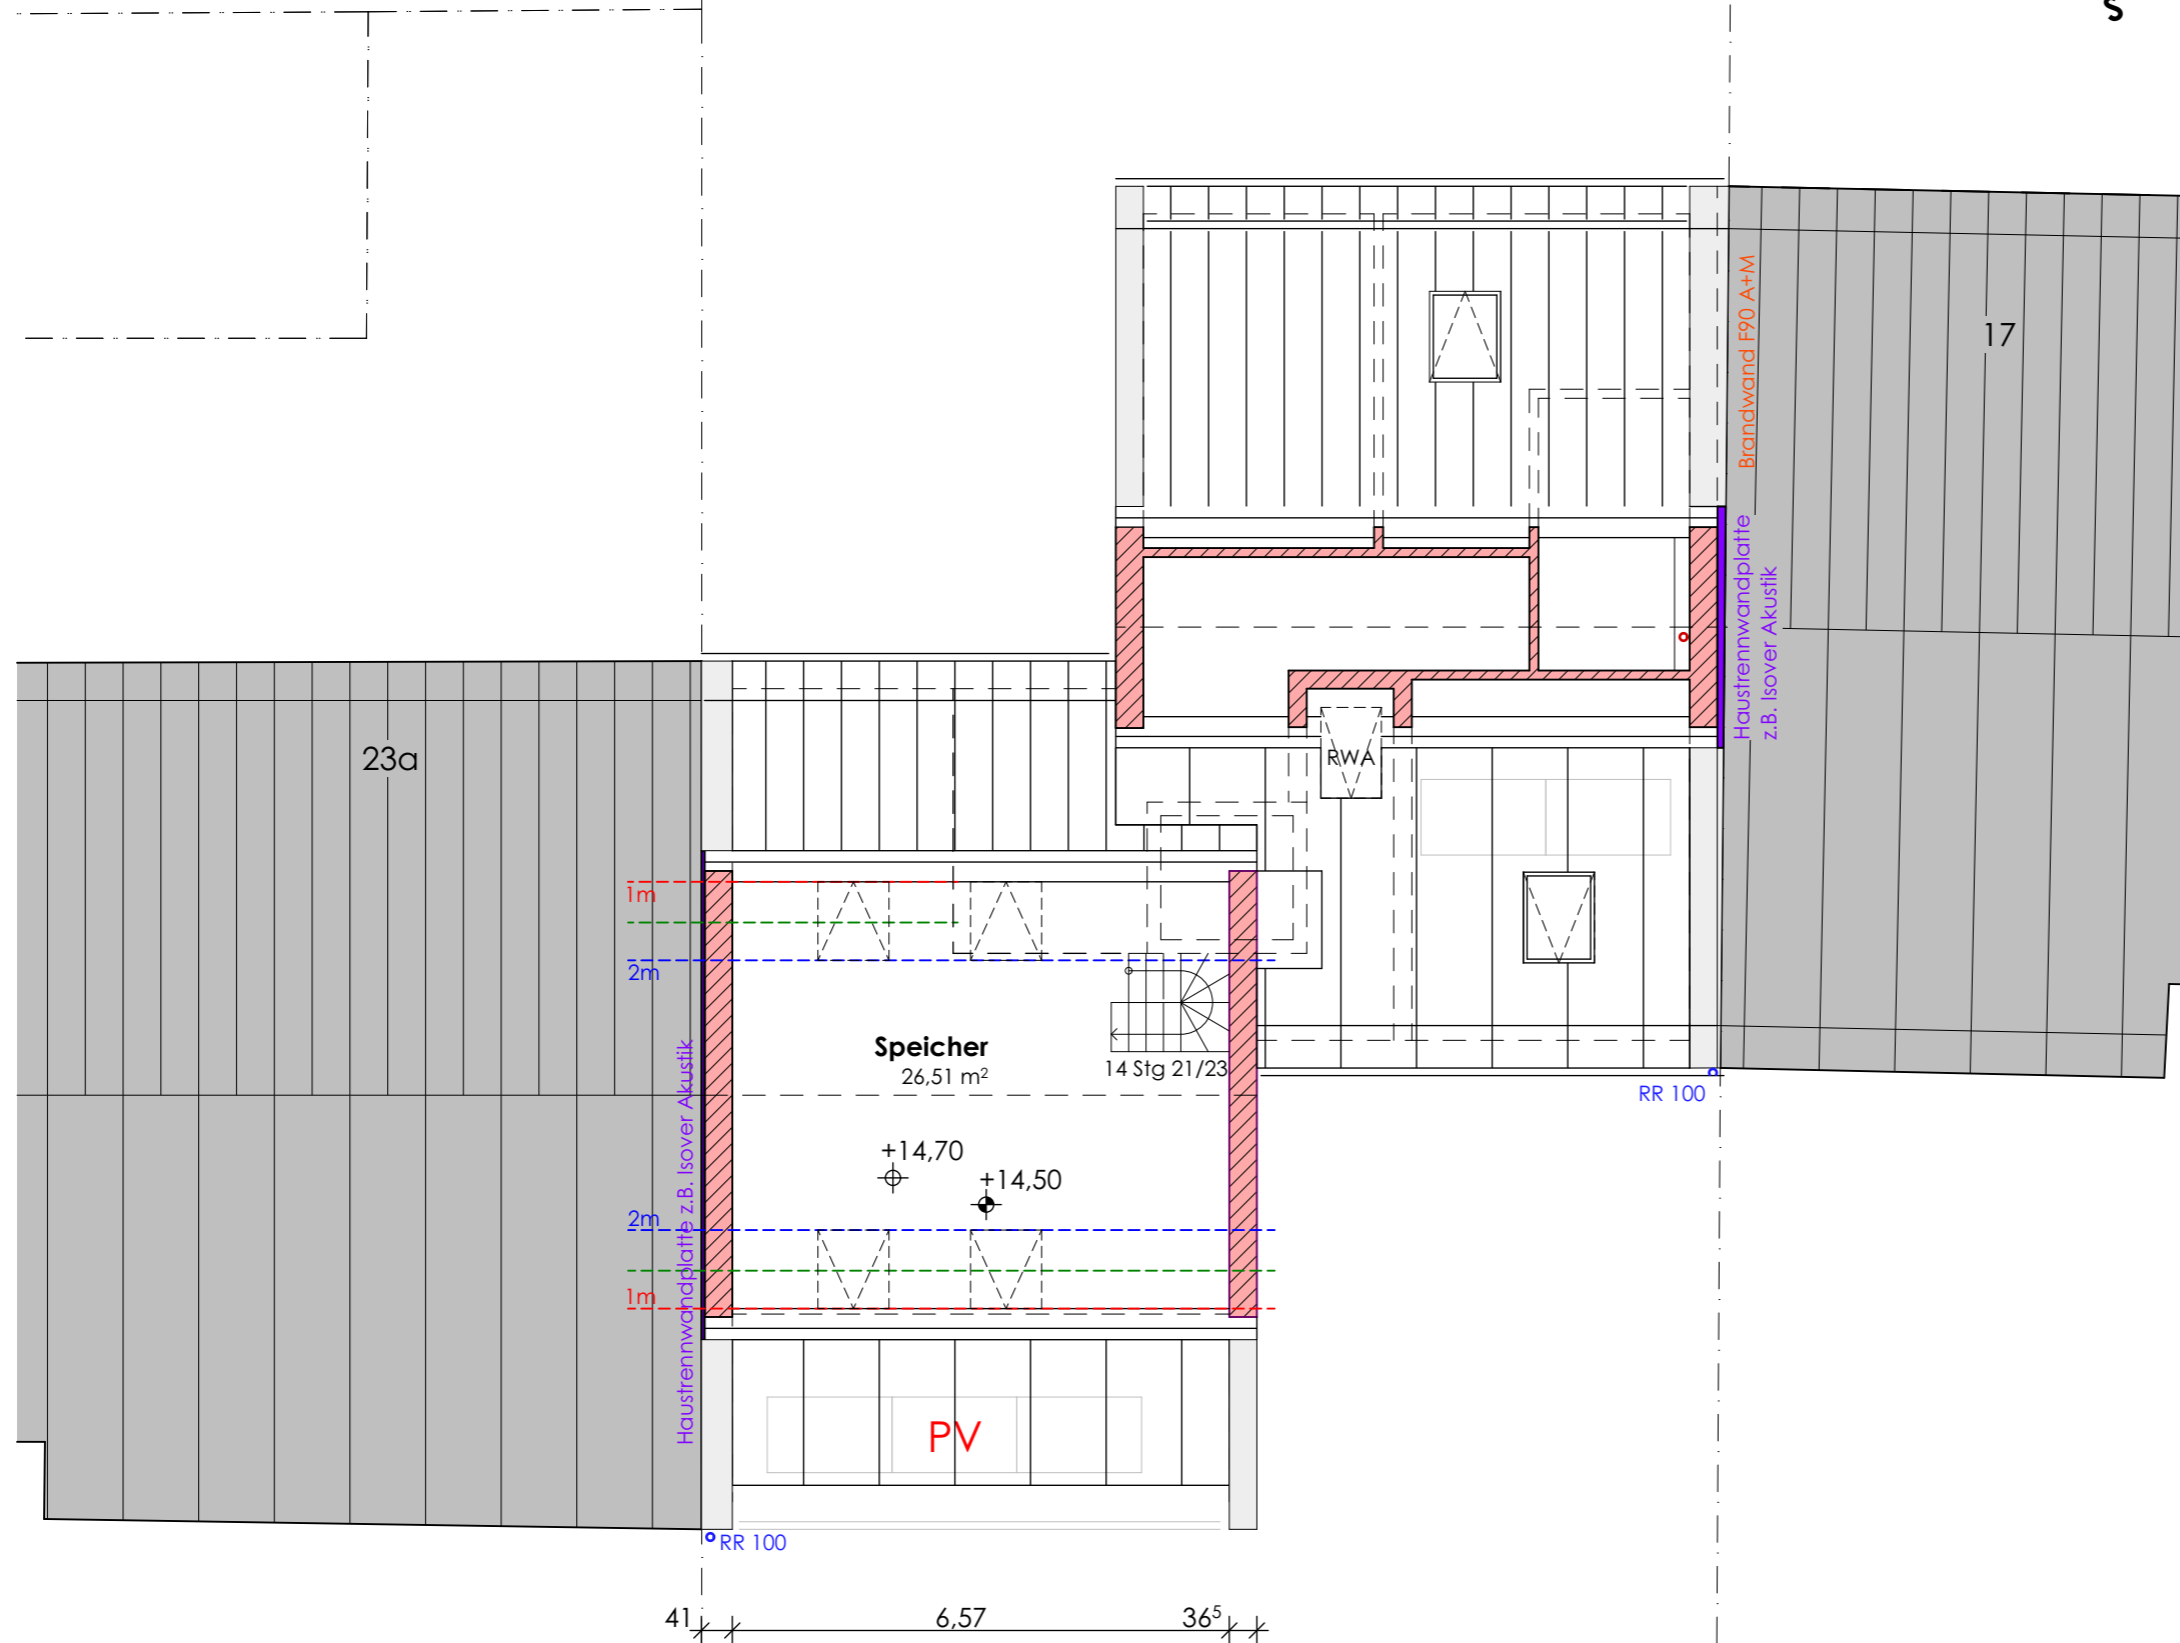 S
Brandwand F90 A+M
17
Haustrennwandplatte
z.B. Isover Akustik
23a
RWA
1m
2m
Speicher
26,51 m²
14 Stg 21/23
RR 100
Haustrennwandplatte z.B. Isover Akustik
+14,70
+14,50
2m
1m
PV
RR 100
41
6,57
36⁵